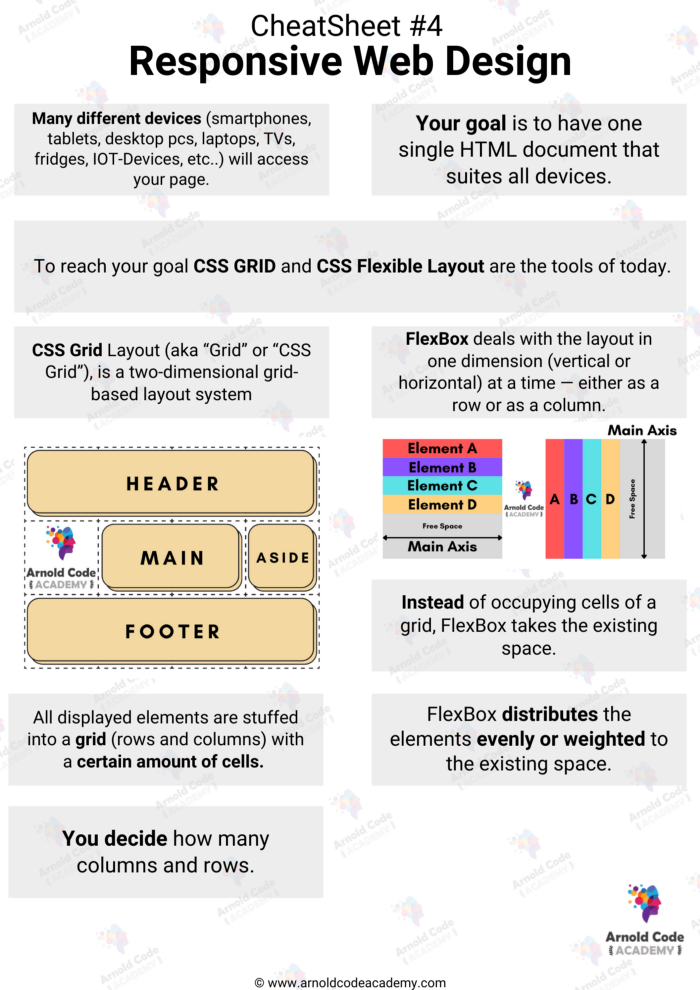 CheatSheet #4
Responsive Web Design
Many different devices (smartphones,
tablets, desktop pcs, laptops, TVs,
fridges, IOT-Devices, etc..) will access
your page.
Your goal is to have one
single HTML document that
suites all devices.
To reach your goal CSS GRID and CSS Flexible Layout are the tools of today.
CSS Grid Layout (aka “Grid” or “CSS
Grid”), is a two-dimensional grid-
based layout system
FlexBox deals with the layout in
one dimension (vertical or
horizontal) at a time — either as a
row or as a column.
HEADER
Arnold Code
{ ACADEMY }
MAIN
ASIDE
FOOTER
Element A
Element B
Element C
Element D
Free Space
Main Axis
Arnold Code
{ ACADEMY }
Main Axis
A B C D
Free Space
Instead of occupying cells of a
grid, FlexBox takes the existing
space.
All displayed elements are stuffed
into a grid (rows and columns) with
a certain amount of cells.
FlexBox distributes the
elements evenly or weighted to
the existing space.
You decide how many
columns and rows.
Arnold Code
{ ACADEMY }
© www.arnoldcodeacademy.com